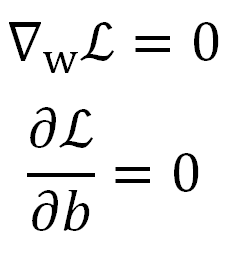 ∇wℒ = 0
∂ℒ/∂b = 0